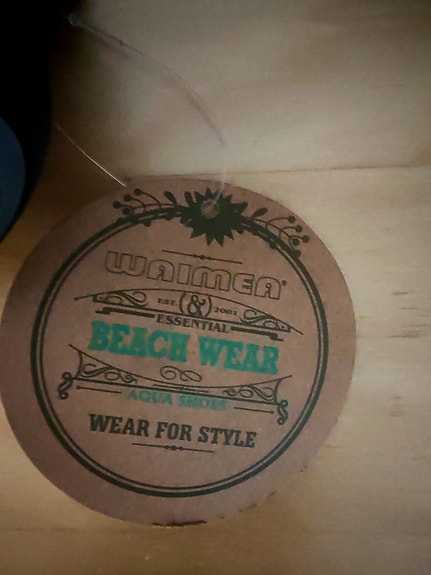 WAIMEA®
EST. & 2001
ESSENTIAL
BEACH WEAR
AQUA SHOES
WEAR FOR STYLE